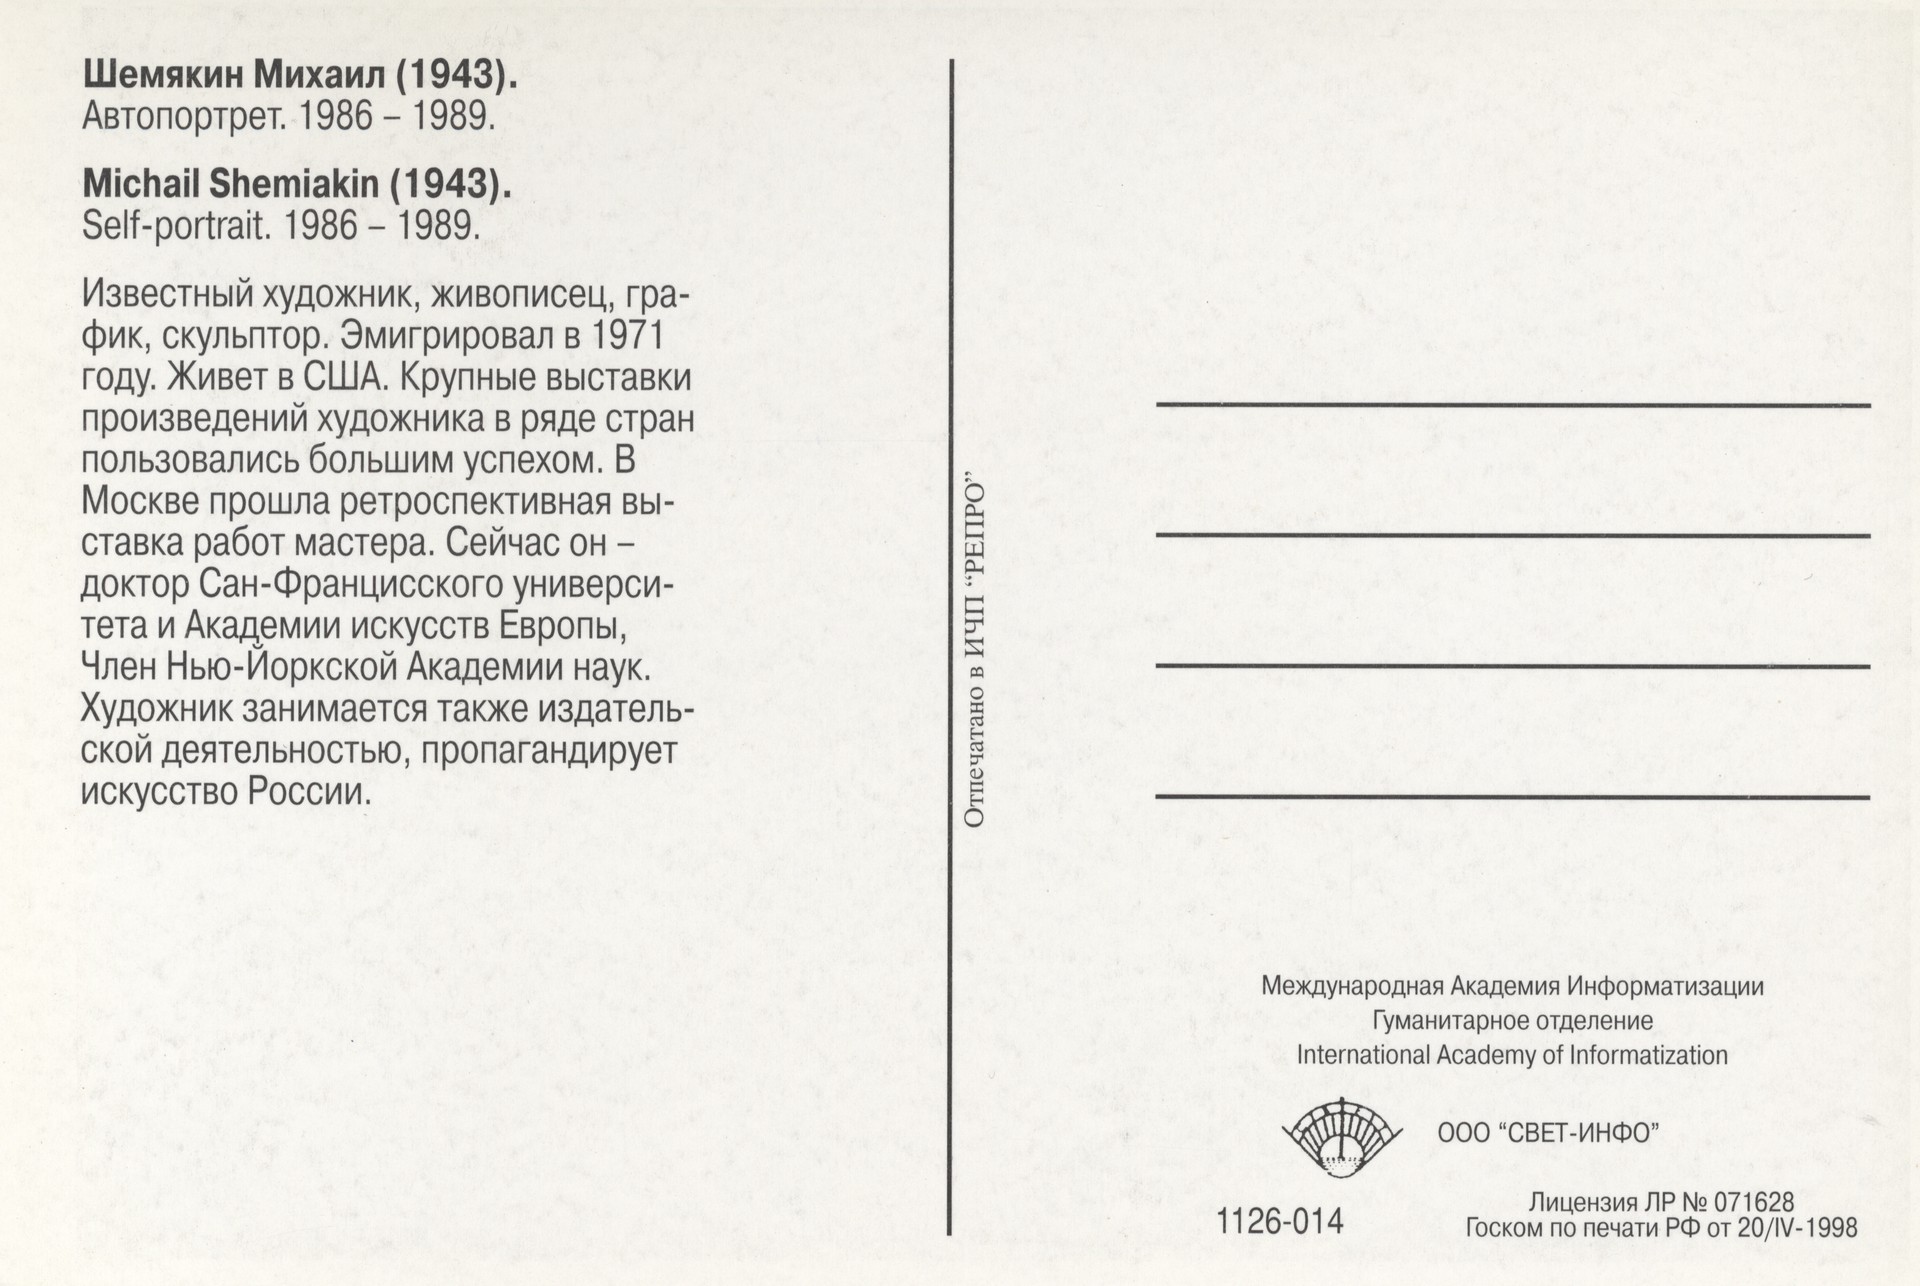 Шемякин Михаил (1943).
Автопортрет. 1986 – 1989.
Michail Shemiakin (1943).
Self-portrait. 1986 – 1989.
Известный художник, живописец, гра-
фик, скульптор. Эмигрировал в 1971
году. Живет в США. Крупные выставки
произведений художника в ряде стран
пользовались большим успехом. В
Москве прошла ретроспективная вы-
ставка работ мастера. Сейчас он –
доктор Сан-Францисского универси-
тета и Академии искусств Европы,
Член Нью-Йоркской Академии наук.
Художник занимается также издатель-
ской деятельностью, пропагандирует
искусство России.
Отпечатано в ИЧП “РЕПРО”
Международная Академия Информатизации
Гуманитарное отделение
International Academy of Informatization
ООО “СВЕТ-ИНФО”
1126-014
Лицензия ЛР № 071628
Госком по печати РФ от 20/IV-1998